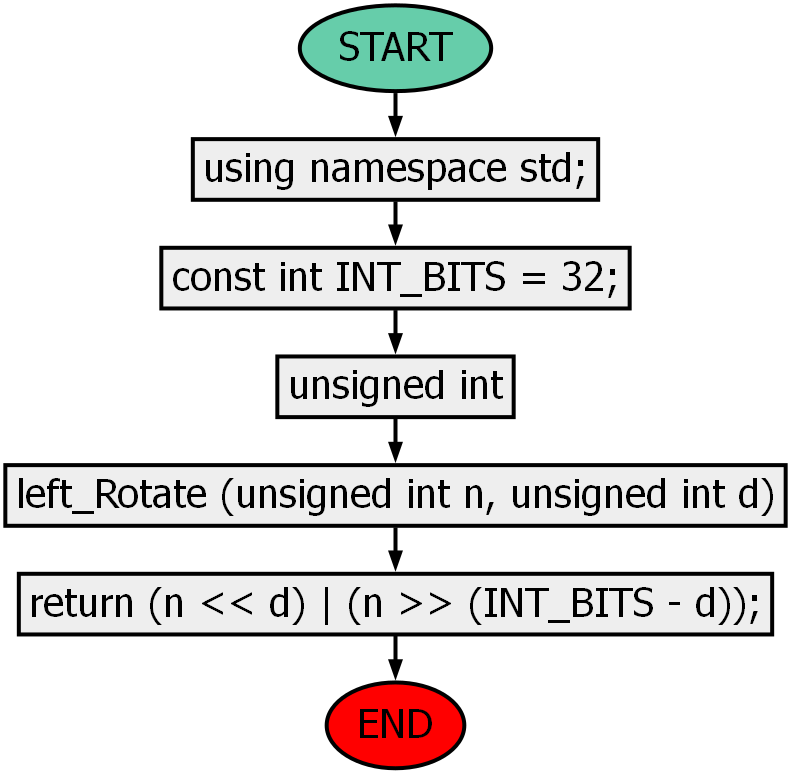 START
using namespace std;
const int INT_BITS = 32;
unsigned int
left_Rotate (unsigned int n, unsigned int d)
return (n << d) | (n >> (INT_BITS - d));
END